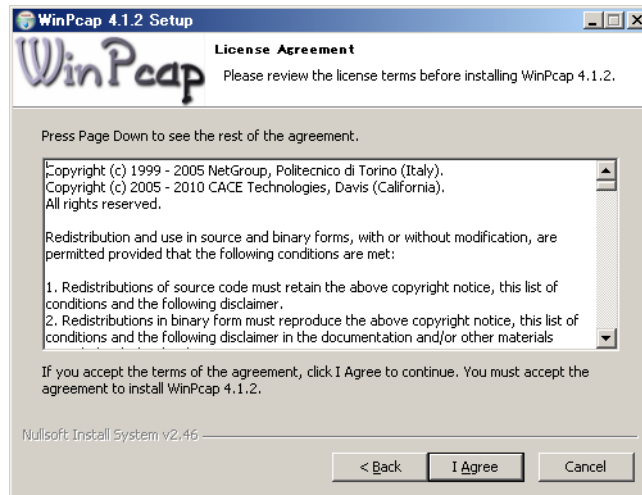 WinPcap 4.1.2 Setup
WinPcap
License Agreement
Please review the license terms before installing WinPcap 4.1.2.
Press Page Down to see the rest of the agreement.
Copyright (c) 1999 - 2005 NetGroup, Politecnico di Torino (Italy).
Copyright (c) 2005 - 2010 CACE Technologies, Davis (California).
All rights reserved.
Redistribution and use in source and binary forms, with or without modification, are
permitted provided that the following conditions are met:
1. Redistributions of source code must retain the above copyright notice, this list of
conditions and the following disclaimer.
2. Redistributions in binary form must reproduce the above copyright notice, this list of
conditions and the following disclaimer in the documentation and/or other materials
If you accept the terms of the agreement, click I Agree to continue. You must accept the
agreement to install WinPcap 4.1.2.
Nullsoft Install System v2.46
< Back
I Agree
Cancel